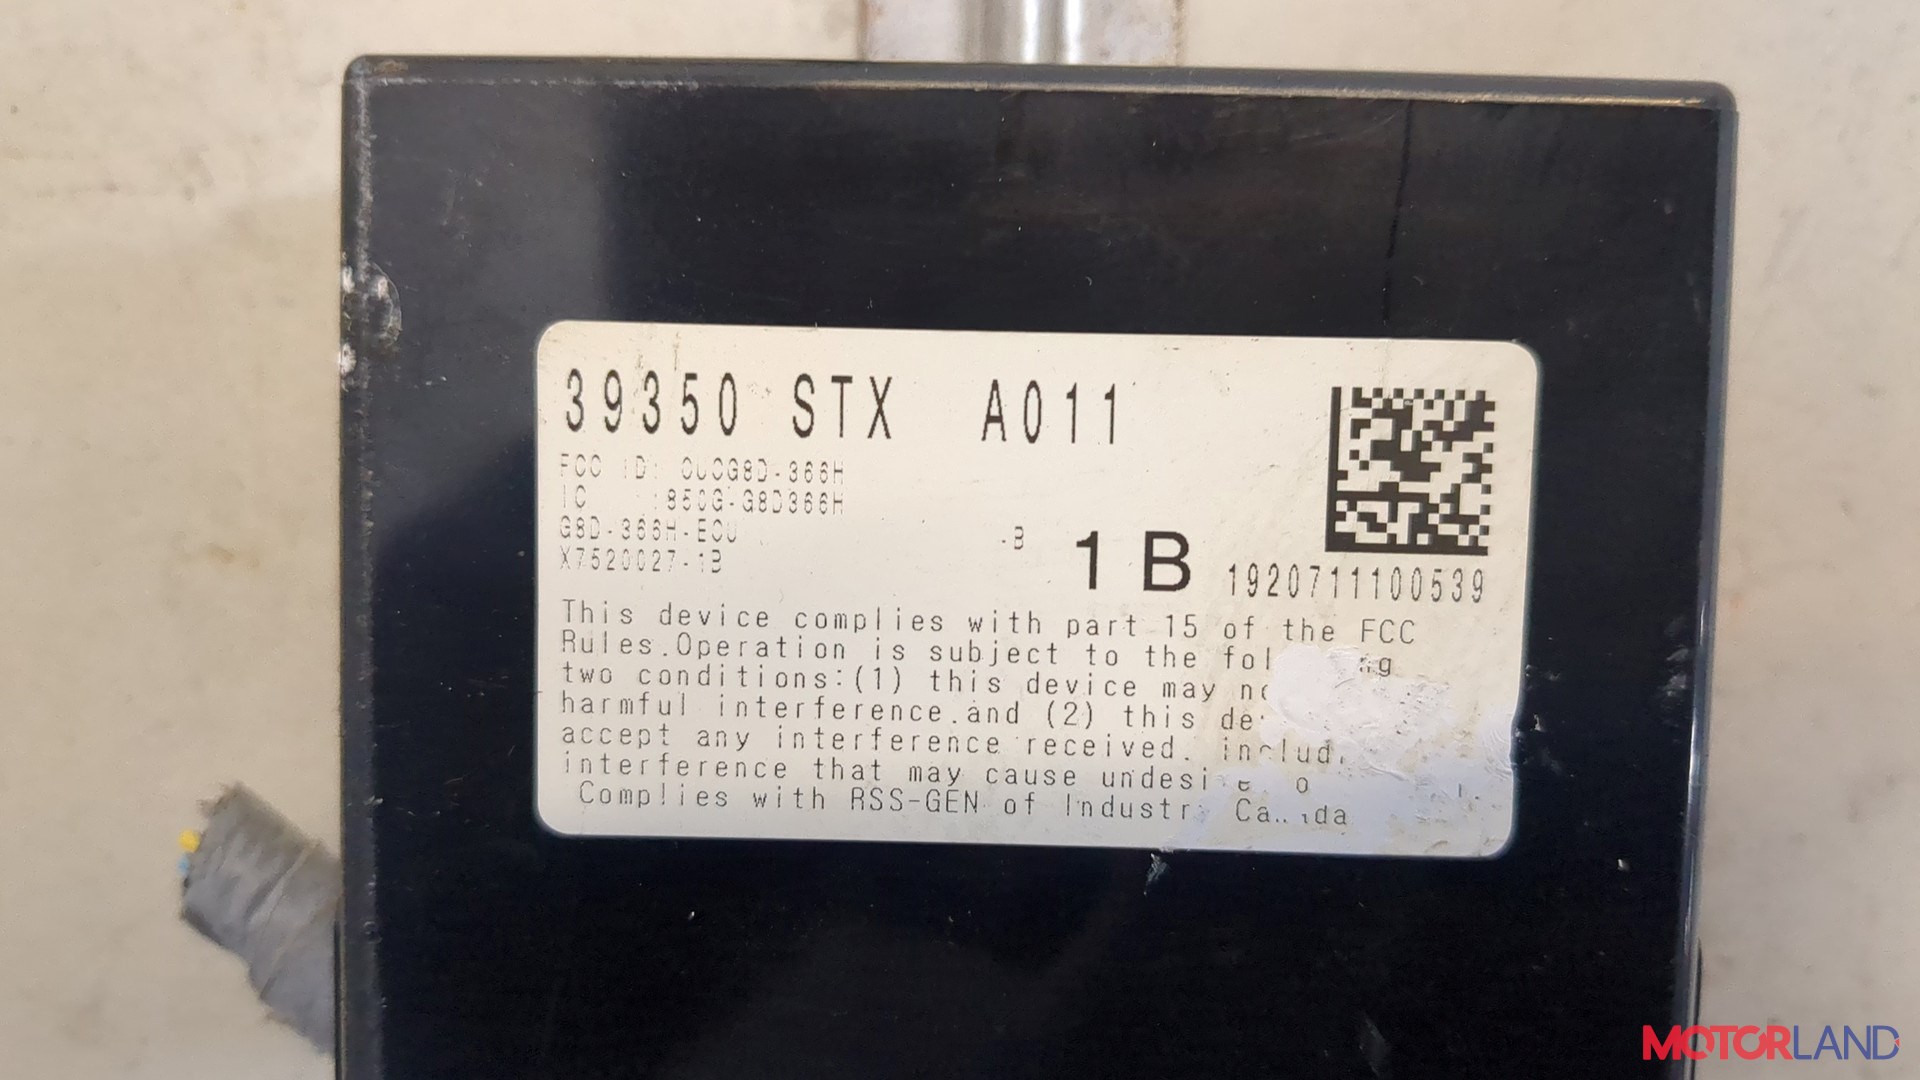 39350 STX A011
FCC ID: OUCG8D-366H
IC :850G-G8D366H
G8D-366H-ECU
X7520027-1B
-B
1B
1920711100539
This device complies with part 15 of the FCC
Rules.Operation is subject to the
two conditions:(1) this device may
harmful interference.and (2) this
accept any interference received.
interference that may cause
Complies with RSS-GEN of
MOTORLAND